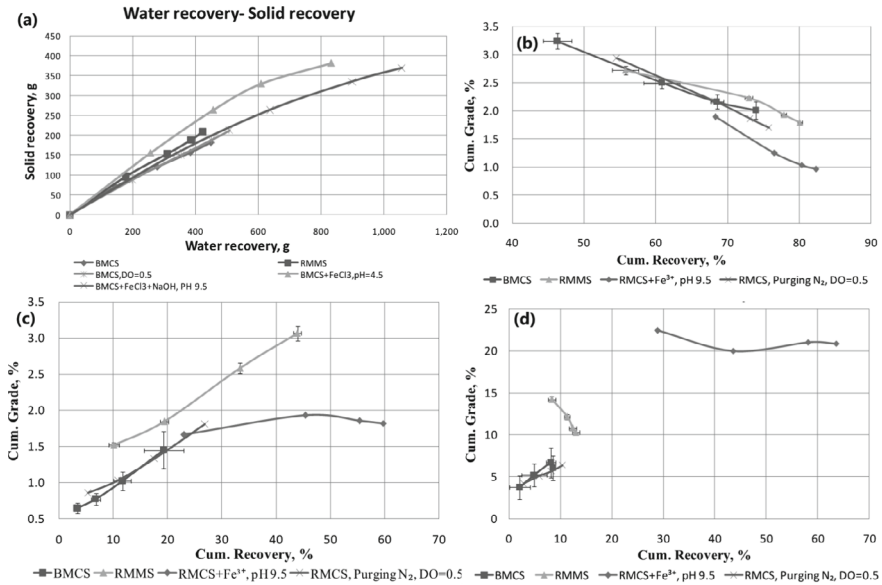 (a)
Water recovery- Solid recovery
Solid recovery, g
450
400
350
300
250
200
150
100
50
0
0 200 400 600 800 1,000 1,200
Water recovery, g
BMCS RMMS
BMCS,DO=0.5 BMCS+FeCl3,pH=4.5
BMCS+FeCl3+NaOH, PH 9.5
(b)
Cum. Grade, %
3.5
3.0
2.5
2.0
1.5
1.0
0.5
0.0
40 50 60 70 80 90
Cum. Recovery, %
BMCS RMMS RMCS+Fe³⁺, pH 9.5 RMCS, Purging N₂, DO=0.5
(c)
Cum. Grade, %
3.5
3.0
2.5
2.0
1.5
1.0
0.5
0 10 20 30 40 50 60 70
Cum. Recovery, %
BMCS RMMS RMCS+Fe³⁺, pH 9.5 RMCS, Purging N₂, DO=0.5
(d)
Cum. Grade, %
25
20
15
10
5
0
0 10 20 30 40 50 60 70
Cum. Recovery, %
BMCS RMMS RMCS+Fe³⁺, pH 9.5 RMCS, Purging N₂, DO=0.5